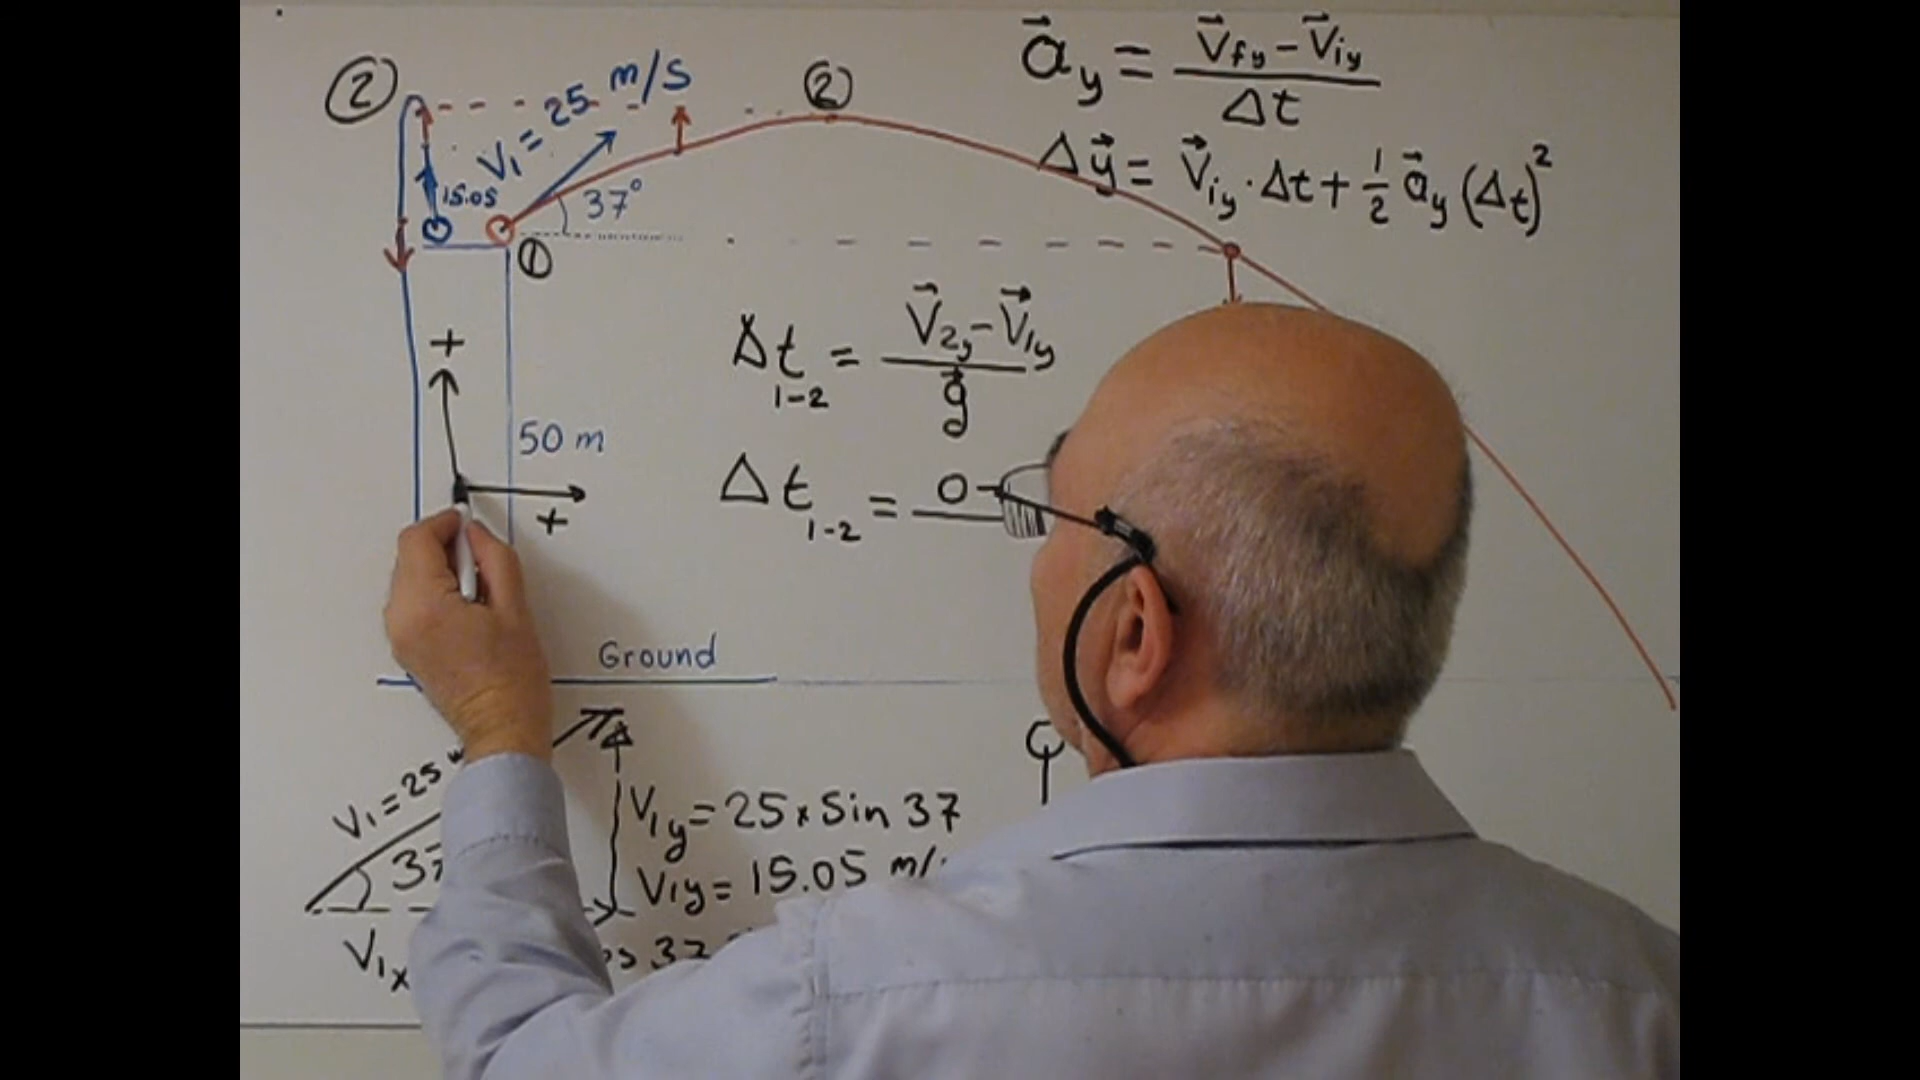 ②
V₁ = 25 m/s
②
15.05
37°
①
+
+
50 m
Ground
a⃗y = (V⃗fy − V⃗iy) / Δt
Δy⃗ = V⃗iy · Δt + ½ a⃗y (Δt)²
Δt₁₋₂ = (V⃗₂y − V⃗₁y) / g⃗
Δt₁₋₂ = 0 −
V₁ = 25
37
V₁y = 25 × Sin 37
V₁y = 15.05 m/
V₁x
os 37